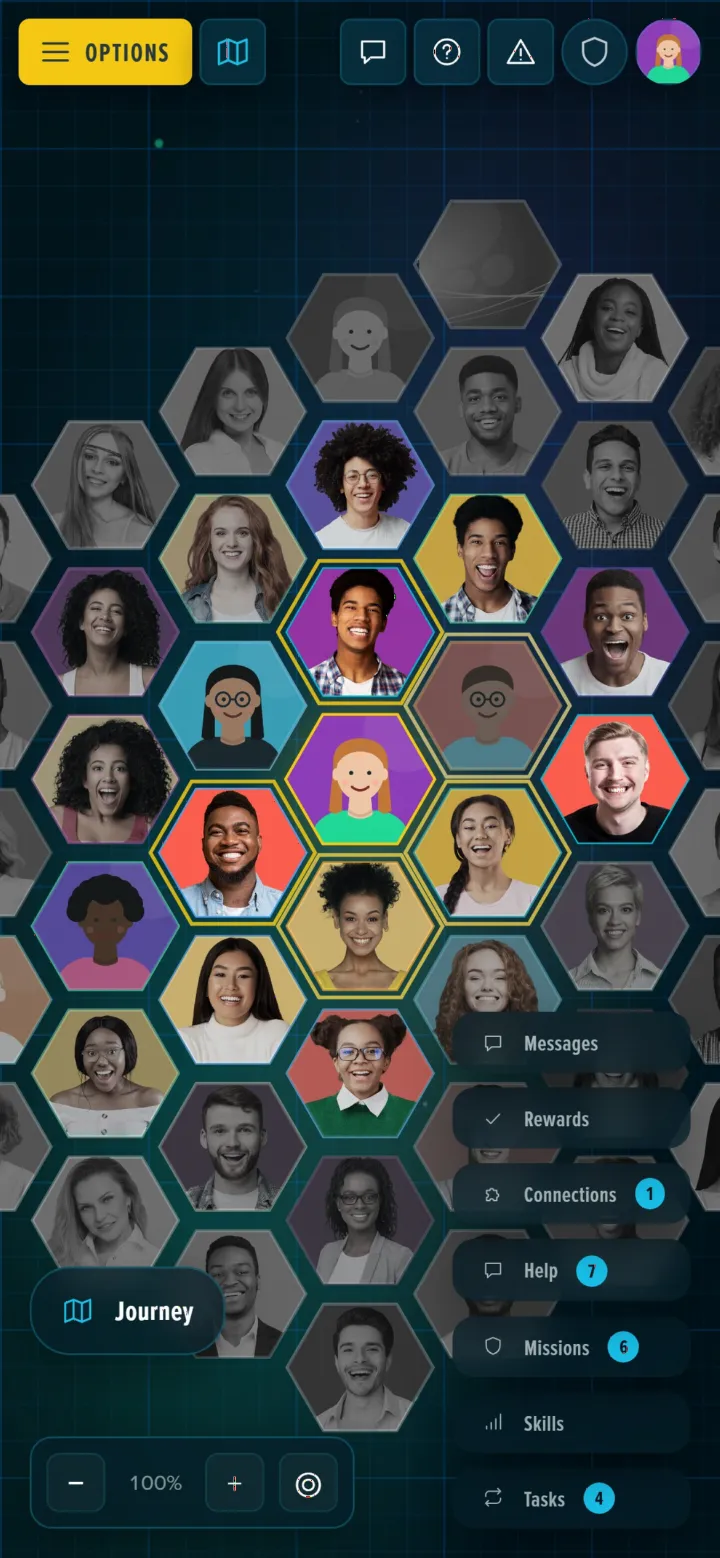 OPTIONS
Messages
Rewards
Connections 1
Help 7
Journey
Missions 6
Skills
100%
Tasks 4